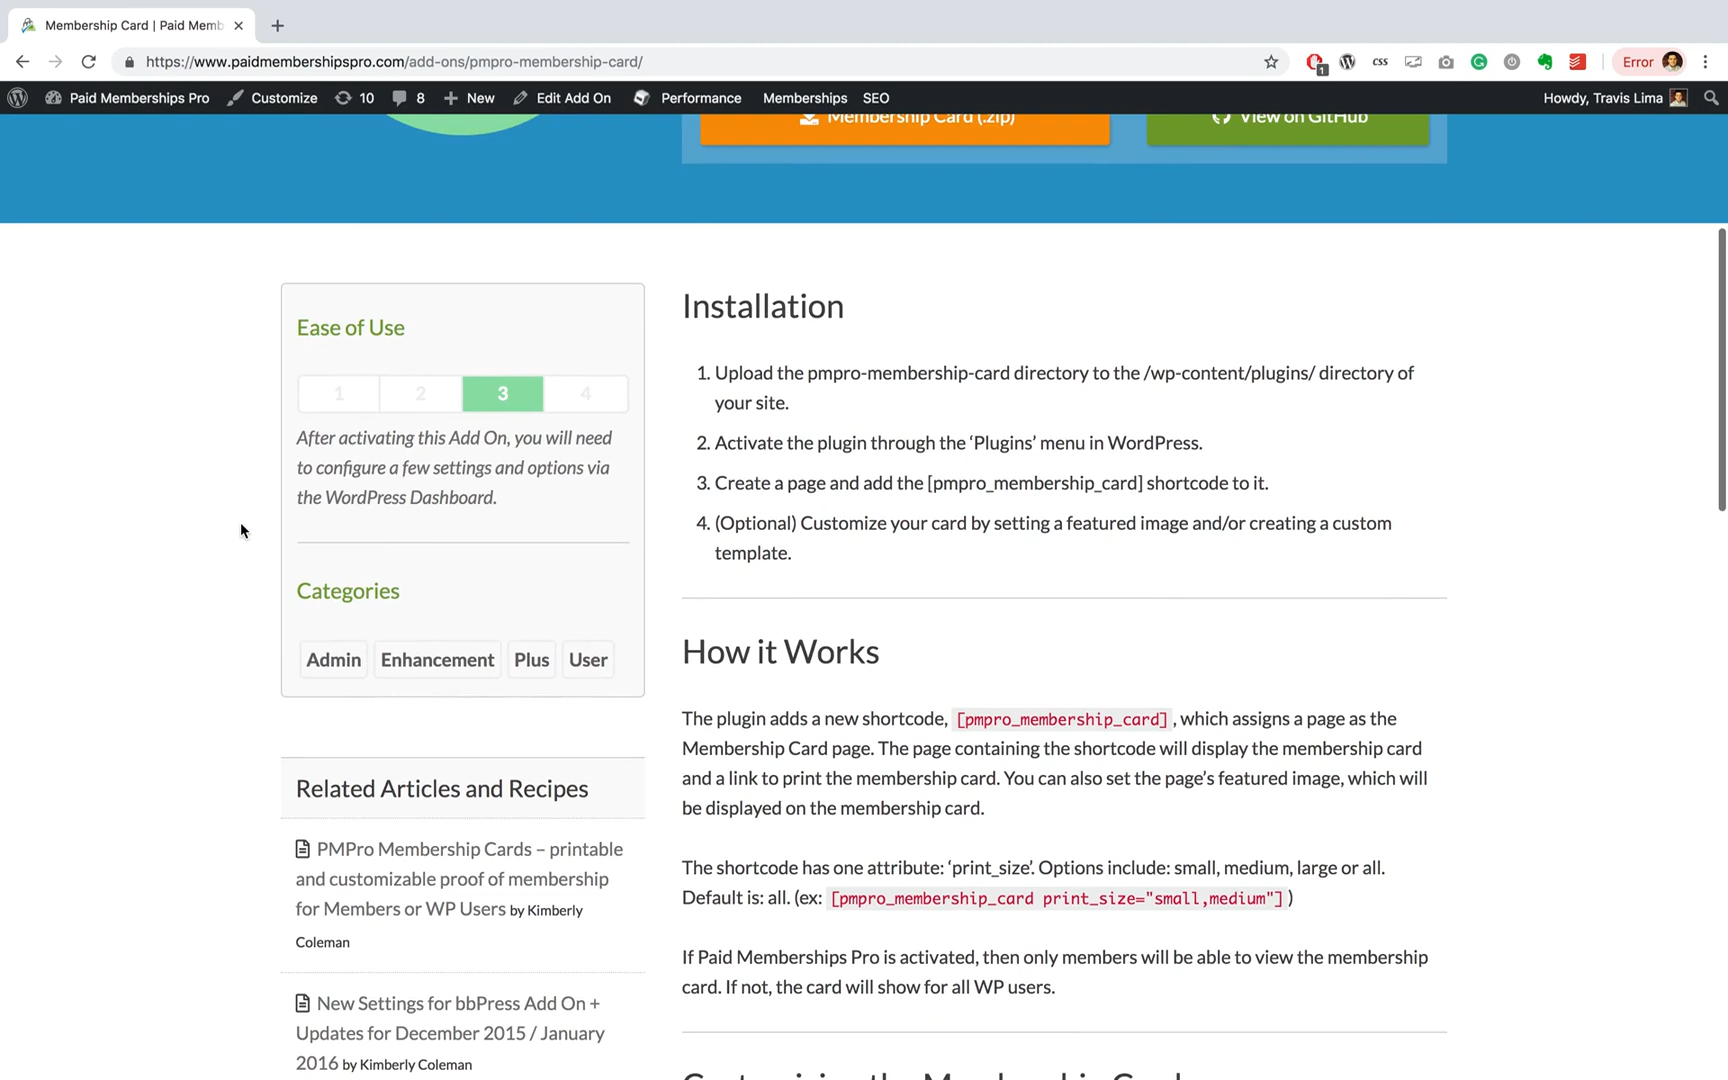 Membership Card | Paid Memb
https://www.paidmembershipspro.com/add-ons/pmpro-membership-card/
1
css
Error
Paid Memberships Pro
Customize
10
8
New
Edit Add On
Performance
Memberships
SEO
Howdy, Travis Lima
Membership Card (.zip)
View on GitHub
Ease of Use
1
2
3
4
After activating this Add On, you will need
to configure a few settings and options via
the WordPress Dashboard.
Categories
Admin
Enhancement
Plus
User
Related Articles and Recipes
PMPro Membership Cards – printable
and customizable proof of membership
for Members or WP Users by Kimberly
Coleman
New Settings for bbPress Add On +
Updates for December 2015 / January
2016 by Kimberly Coleman
Installation
1. Upload the pmpro-membership-card directory to the /wp-content/plugins/ directory of
your site.
2. Activate the plugin through the ‘Plugins’ menu in WordPress.
3. Create a page and add the [pmpro_membership_card] shortcode to it.
4. (Optional) Customize your card by setting a featured image and/or creating a custom
template.
How it Works
The plugin adds a new shortcode, [pmpro_membership_card] , which assigns a page as the
Membership Card page. The page containing the shortcode will display the membership card
and a link to print the membership card. You can also set the page’s featured image, which will
be displayed on the membership card.
The shortcode has one attribute: ‘print_size’. Options include: small, medium, large or all.
Default is: all. (ex: [pmpro_membership_card print_size="small,medium"] )
If Paid Memberships Pro is activated, then only members will be able to view the membership
card. If not, the card will show for all WP users.
Customizing the Membership Card